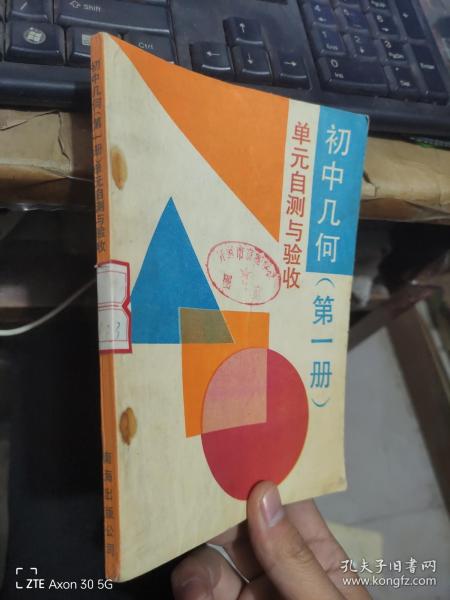 初中几何(第一册)
单元自测与验收
初中几何(第一册)单元自测与验收
南海出版公司
Shift
Ctrl
ZTE Axon 30 5G
孔夫子旧书网
www.kongfz.com